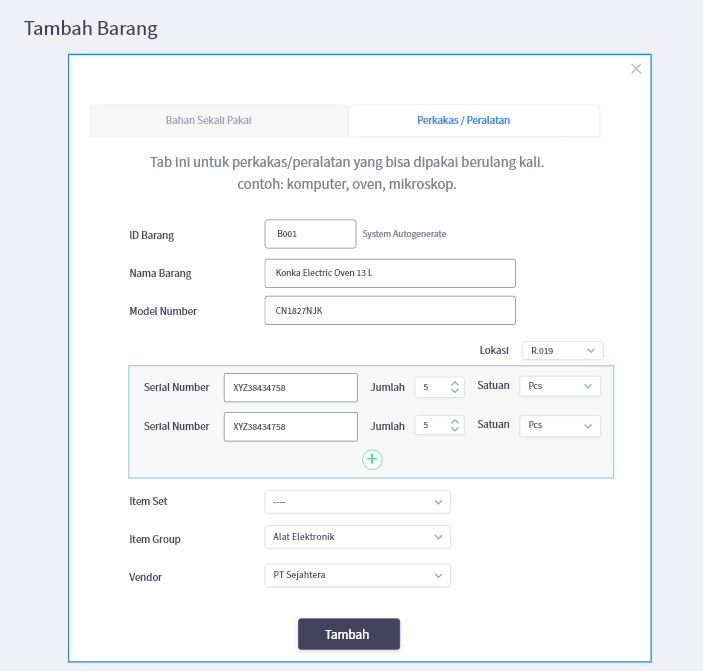 Tambah Barang
Bahan Sekali Pakai
Perkakas / Peralatan
Tab ini untuk perkakas/peralatan yang bisa dipakai berulang kali.
contoh: komputer, oven, mikroskop.
ID Barang B001 System Autogenerate
Nama Barang Konka Electric Oven 13 L
Model Number CN1827NJK
Lokasi R.019
Serial Number XYZ38434758 Jumlah 5 Satuan Pcs
Serial Number XYZ38434758 Jumlah 5 Satuan Pcs
Item Set ----
Item Group Alat Elektronik
Vendor PT Sejahtera
Tambah